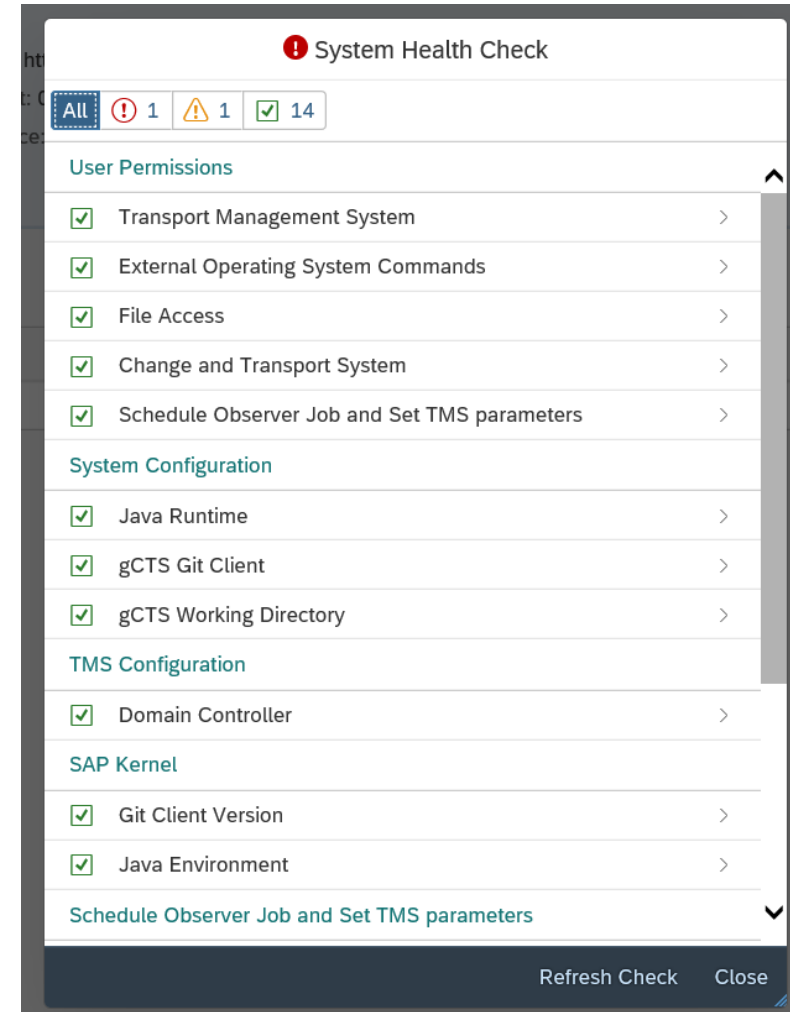 System Health Check
All 1 1 14
User Permissions
Transport Management System
External Operating System Commands
File Access
Change and Transport System
Schedule Observer Job and Set TMS parameters
System Configuration
Java Runtime
gCTS Git Client
gCTS Working Directory
TMS Configuration
Domain Controller
SAP Kernel
Git Client Version
Java Environment
Schedule Observer Job and Set TMS parameters
Refresh Check Close